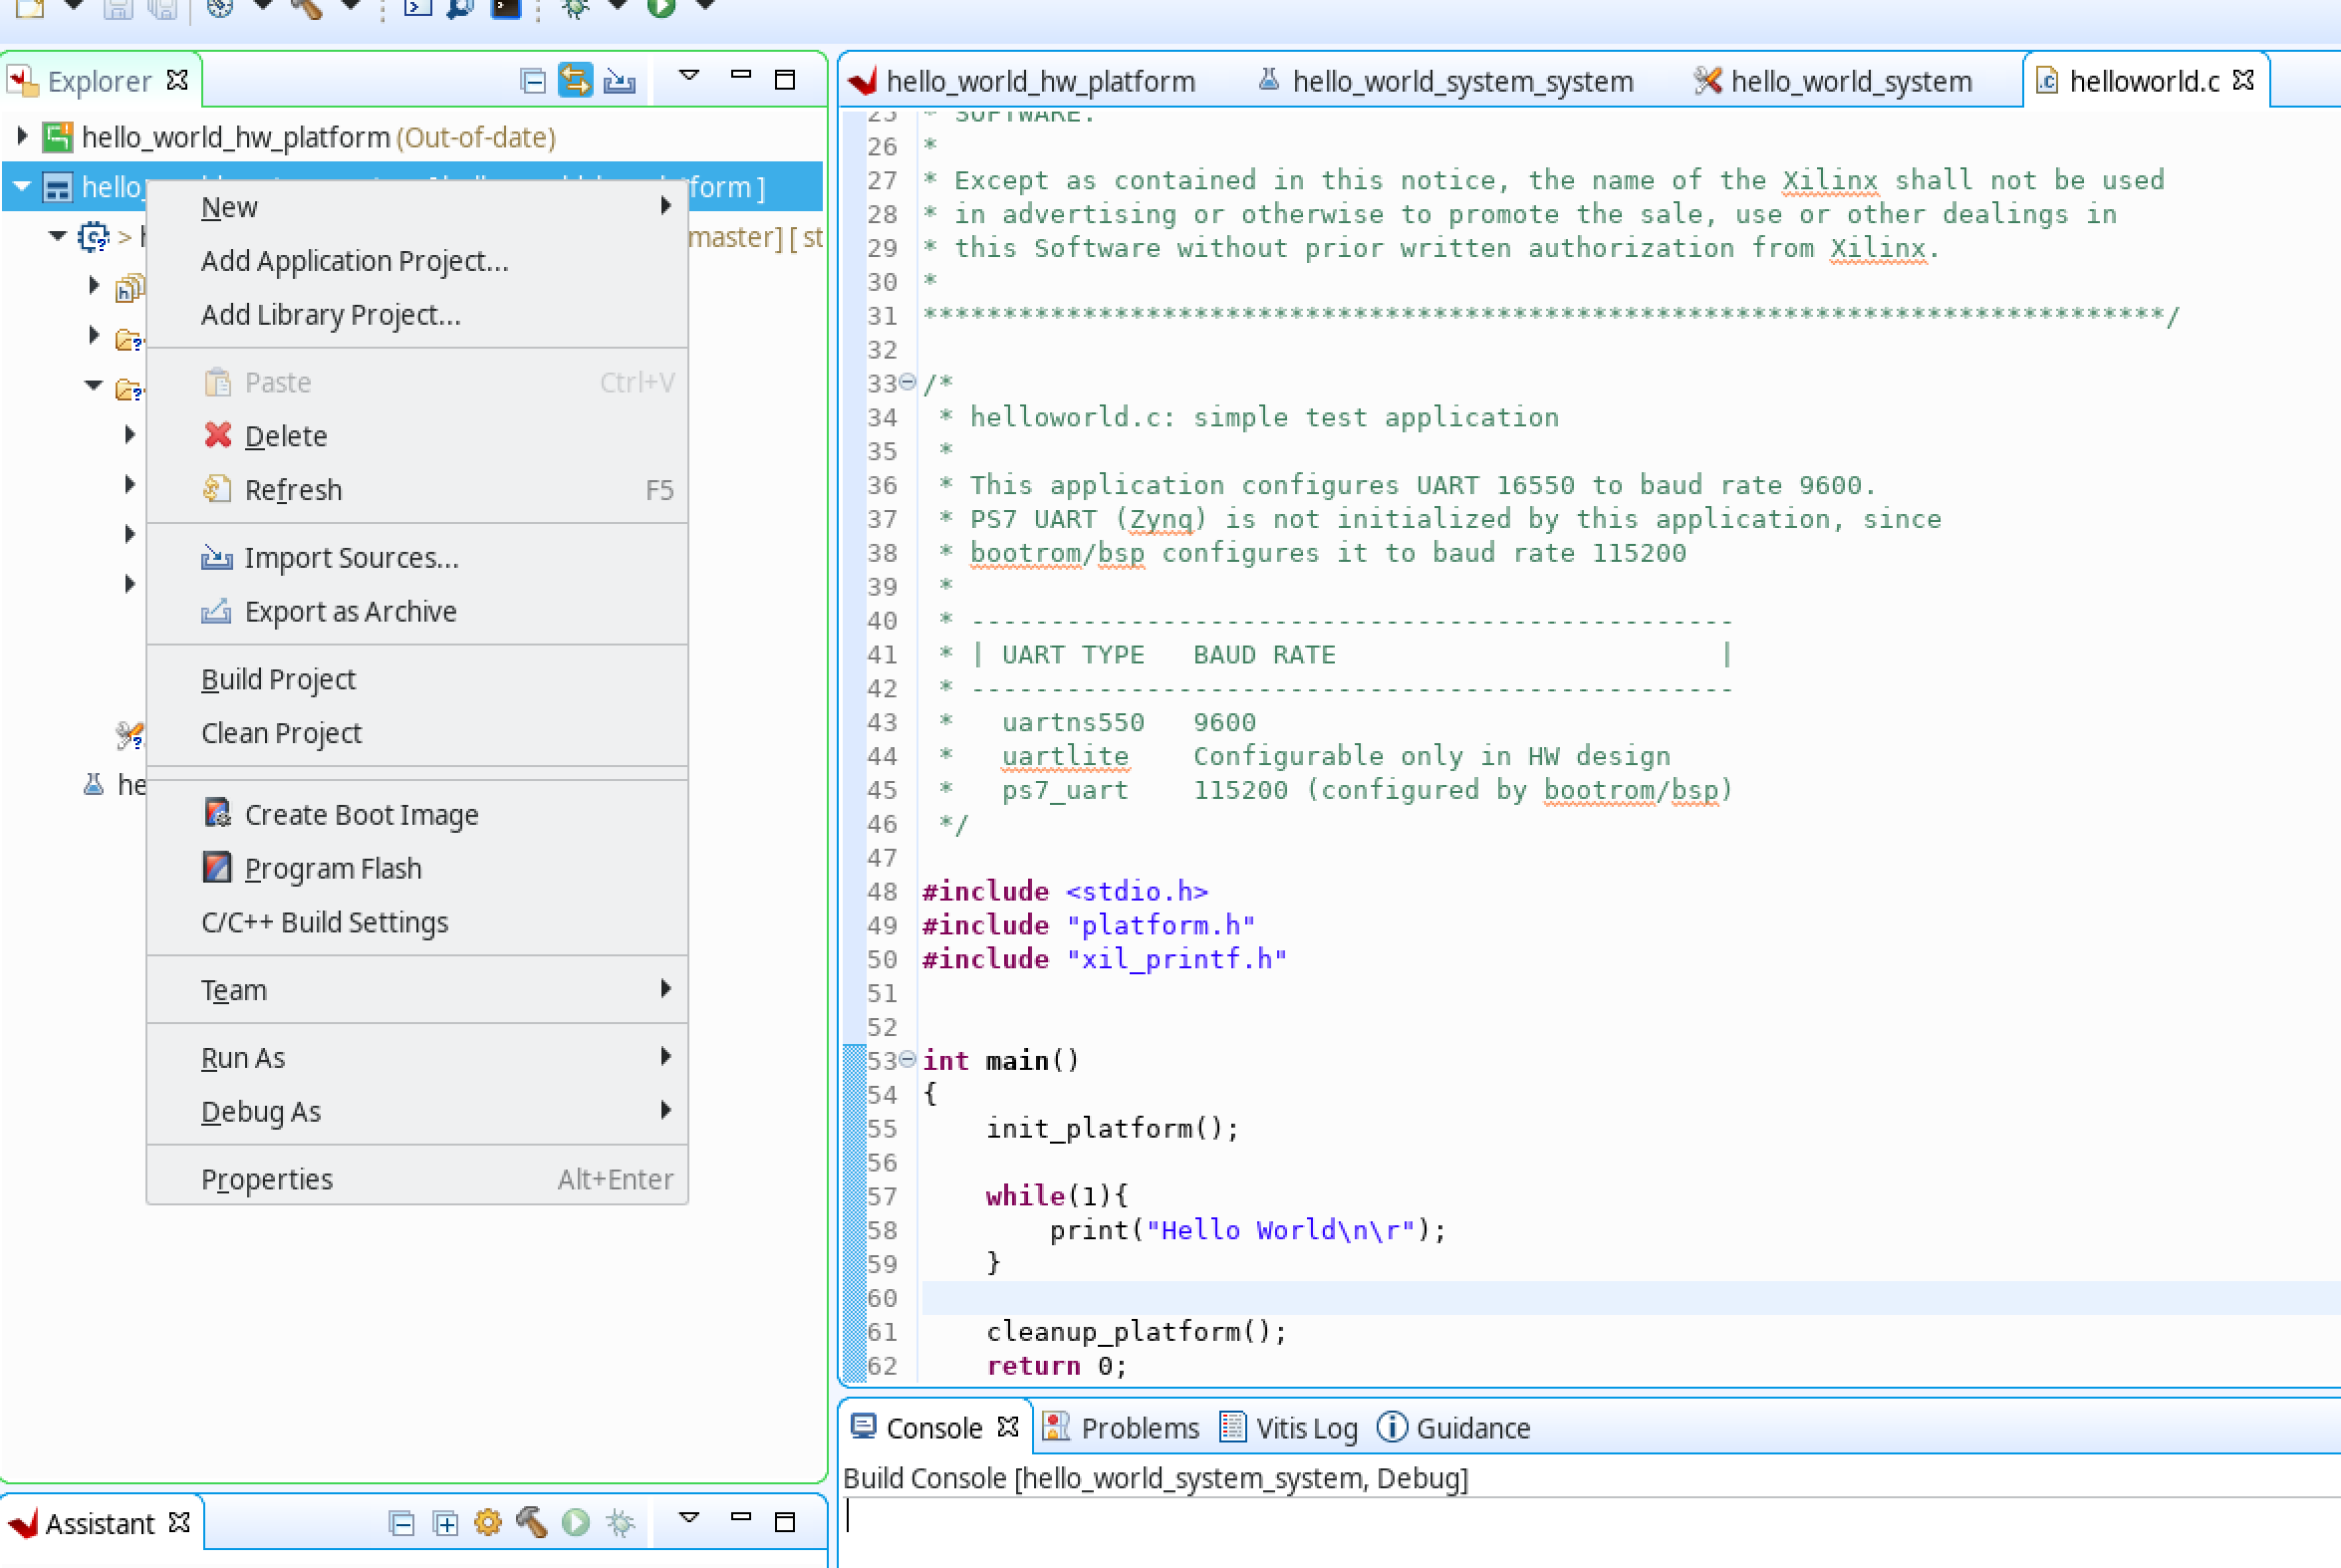 Explorer
hello_world_hw_platform (Out-of-date)
hello_
form ]
>
master] [ st
he
New
Add Application Project...
Add Library Project...
Paste Ctrl+V
Delete
Refresh F5
Import Sources...
Export as Archive
Build Project
Clean Project
Create Boot Image
Program Flash
C/C++ Build Settings
Team
Run As
Debug As
Properties Alt+Enter
Assistant
hello_world_hw_platform hello_world_system_system hello_world_system helloworld.c
25 * SOFTWARE.
26 *
27 * Except as contained in this notice, the name of the Xilinx shall not be used
28 * in advertising or otherwise to promote the sale, use or other dealings in
29 * this Software without prior written authorization from Xilinx.
30 *
31 ******************************************************************************/
32
33 /*
34 * helloworld.c: simple test application
35 *
36 * This application configures UART 16550 to baud rate 9600.
37 * PS7 UART (Zynq) is not initialized by this application, since
38 * bootrom/bsp configures it to baud rate 115200
39 *
40 * ------------------------------------------------
41 * | UART TYPE   BAUD RATE                        |
42 * ------------------------------------------------
43 *   uartns550   9600
44 *   uartlite    Configurable only in HW design
45 *   ps7_uart    115200 (configured by bootrom/bsp)
46 */
47
48 #include <stdio.h>
49 #include "platform.h"
50 #include "xil_printf.h"
51
52
53 int main()
54 {
55     init_platform();
56
57     while(1){
58         print("Hello World\n\r");
59     }
60
61     cleanup_platform();
62     return 0;
Console Problems Vitis Log Guidance
Build Console [hello_world_system_system, Debug]